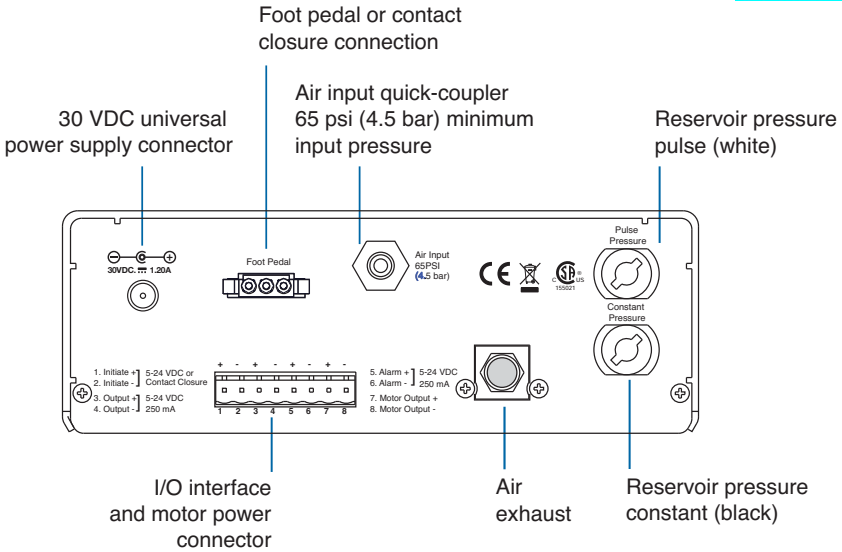 Foot pedal or contact
closure connection
Air input quick-coupler
65 psi (4.5 bar) minimum
input pressure
30 VDC universal
power supply connector
Reservoir pressure
pulse (white)
30VDC. 1.20A
Foot Pedal
Air Input
65PSI
(4.5 bar)
CE
C SP ® US
155021
Pulse
Pressure
Constant
Pressure
1. Initiate +
2. Initiate -
5-24 VDC or
Contact Closure
3. Output +
4. Output -
5-24 VDC
250 mA
+ - + - + - + -
1 2 3 4 5 6 7 8
5. Alarm +
6. Alarm -
5-24 VDC
250 mA
7. Motor Output +
8. Motor Output -
I/O interface
and motor power
connector
Air
exhaust
Reservoir pressure
constant (black)